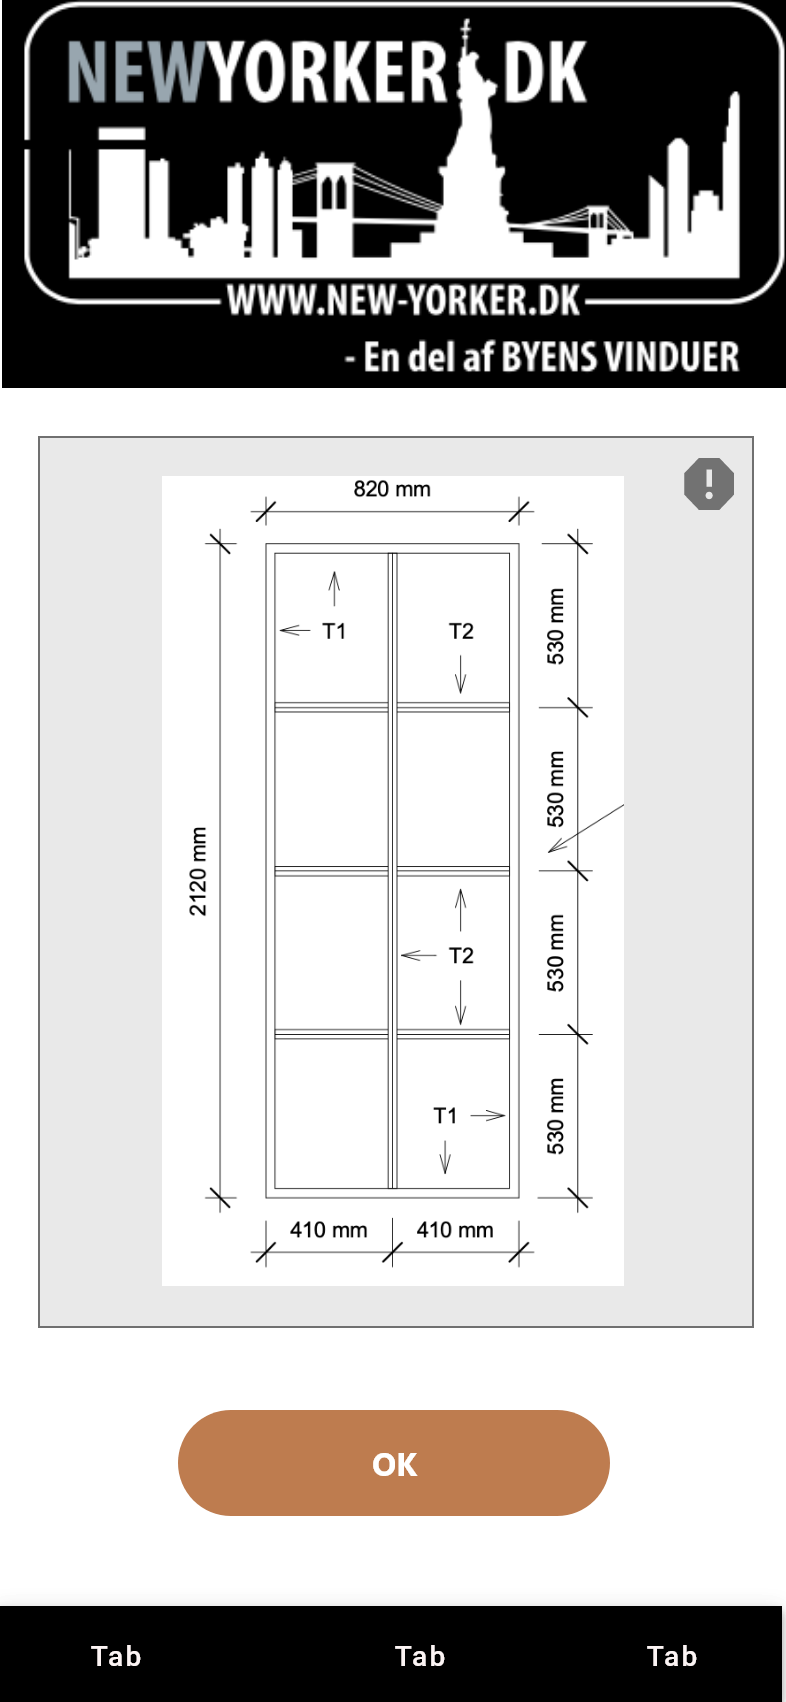 NEWYORKER.DK
WWW.NEW-YORKER.DK
- En del af BYENS VINDUER
820 mm
T1
T2
530 mm
530 mm
2120 mm
530 mm
T2
530 mm
T1
410 mm
410 mm
OK
Tab
Tab
Tab